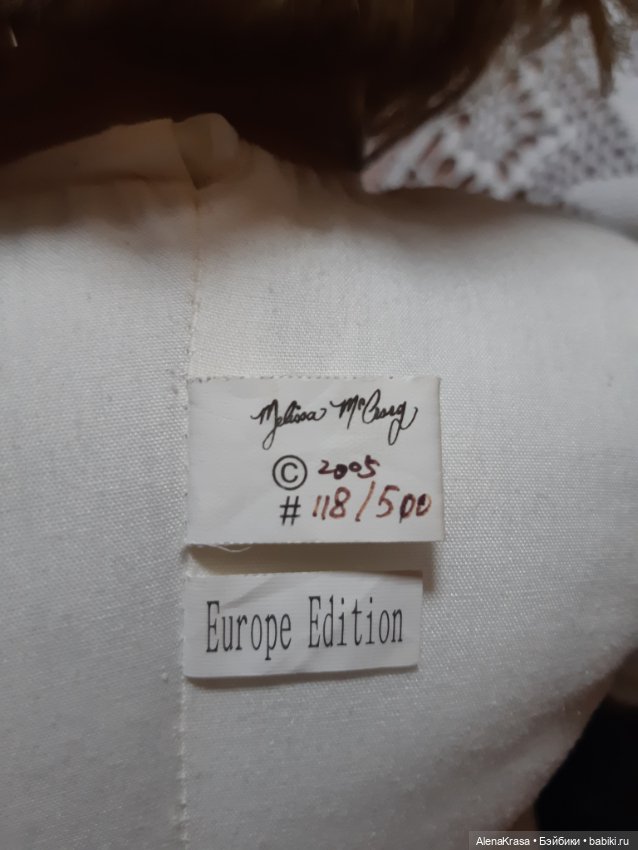 Melissa McCrory
© 2005
# 118/500
Europe Edition
AlenaKrasa • Бэйбики • babiki.ru